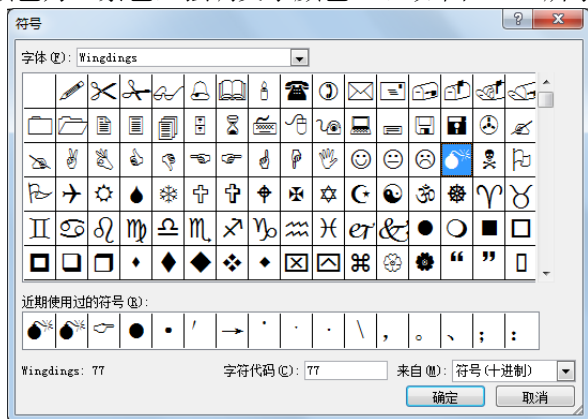 符号
字体(F): Wingdings
近期使用过的符号(R):
Wingdings: 77 字符代码(C): 77 来自(M): 符号(十进制)
确定 取消